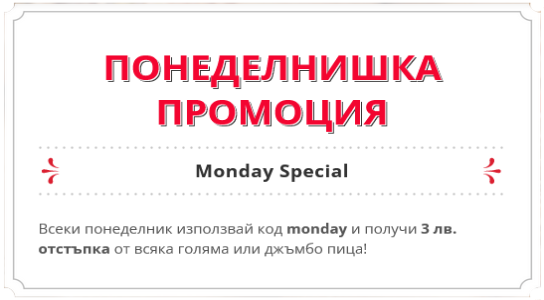 ПОНЕДЕЛНИШКА
ПРОМОЦИЯ
Monday Special
Всеки понеделник използвай код monday и получи 3 лв.
отстъпка от всяка голяма или джъмбо пица!